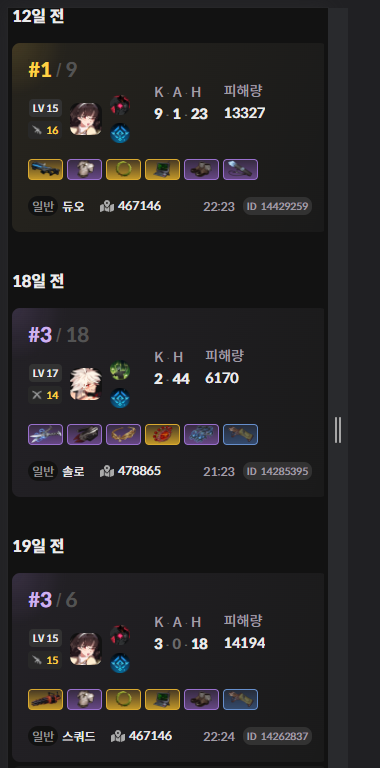 12일 전
#1 / 9
K · A · H 피해량
LV 15 9 · 1 · 23 13327
16
일반 듀오 467146 22:23 ID 14429259
18일 전
#3 / 18
K · H 피해량
LV 17 2 · 44 6170
14
일반 솔로 478865 21:23 ID 14285395
19일 전
#3 / 6
K · A · H 피해량
LV 15 3 · 0 · 18 14194
15
일반 스쿼드 467146 22:24 ID 14262837